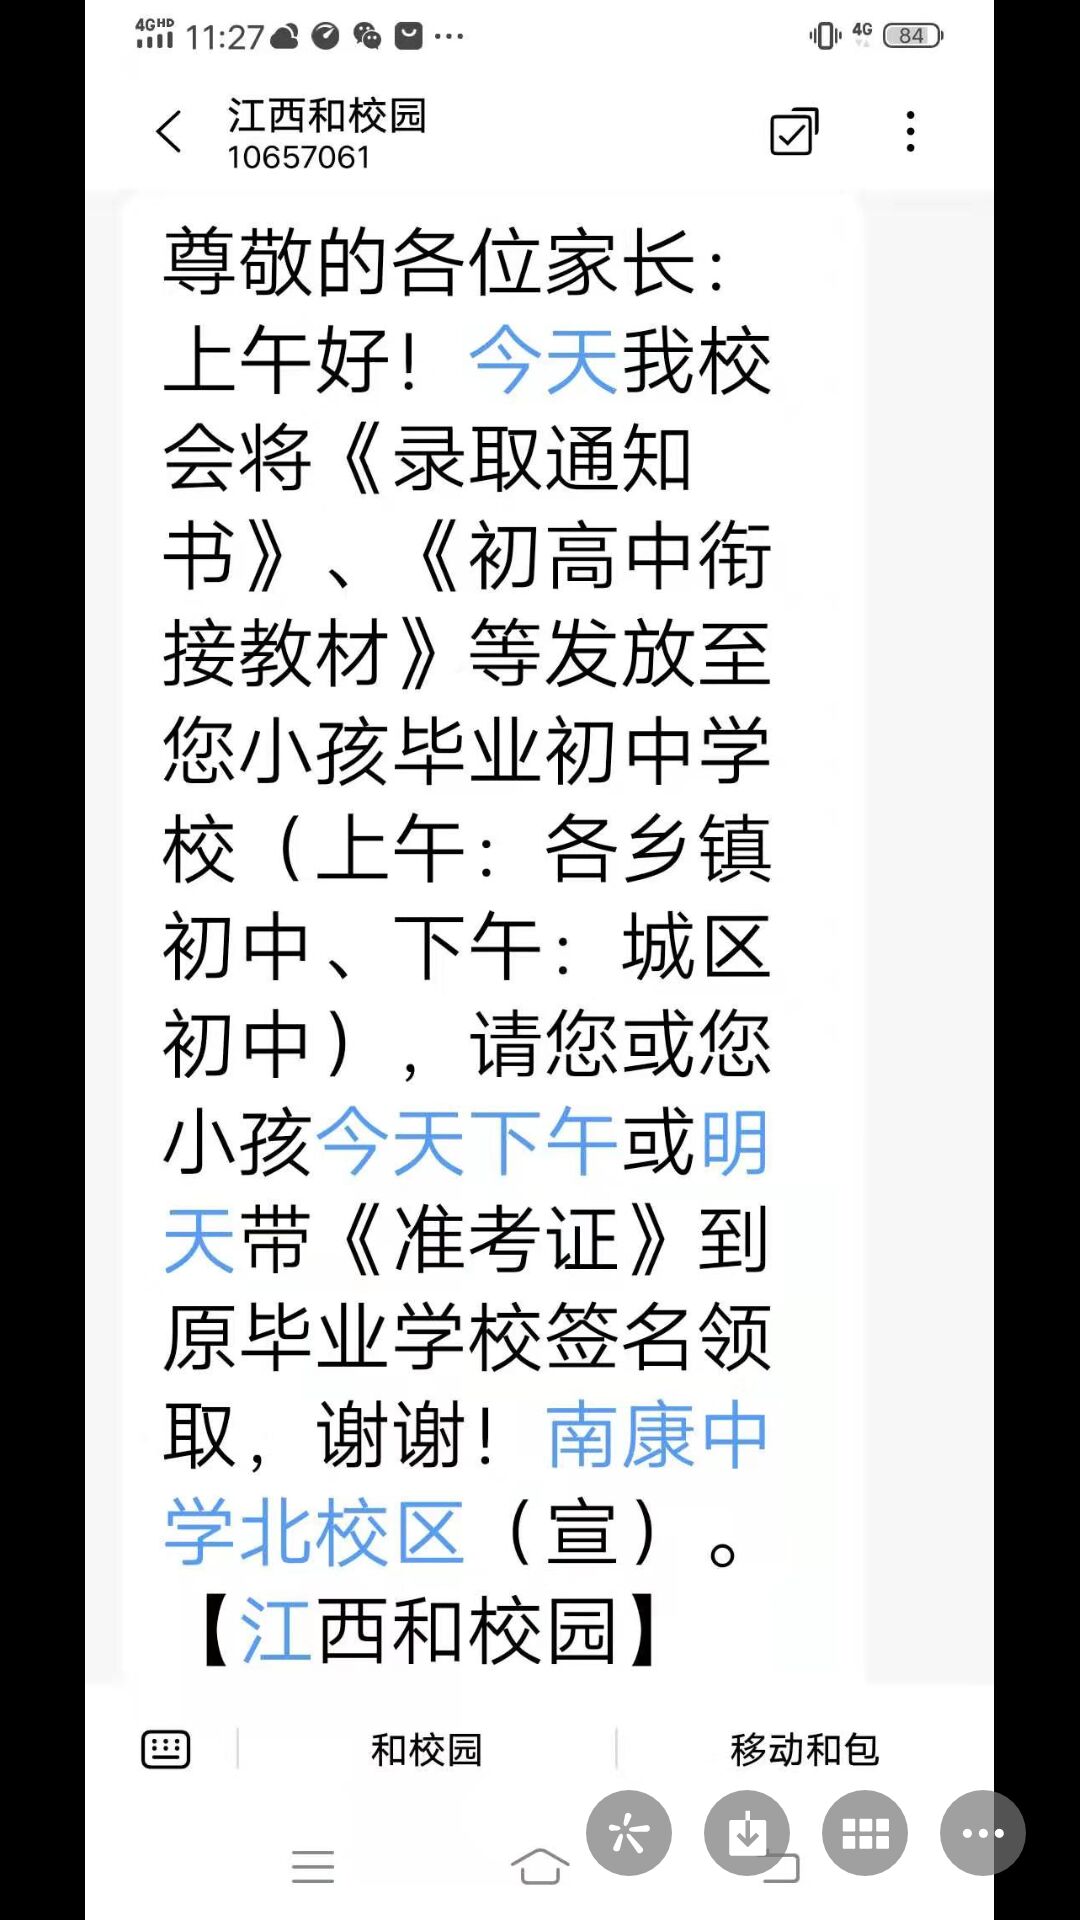 4GHD 11:27 4G 84
江西和校园
10657061
尊敬的各位家长：
上午好！今天我校
会将《录取通知
书》、《初高中衔
接教材》等发放至
您小孩毕业初中学
校（上午：各乡镇
初中、下午：城区
初中），请您或您
小孩今天下午或明
天带《准考证》到
原毕业学校签名领
取，谢谢！南康中
学北校区（宣）。
【江西和校园】
和校园 移动和包